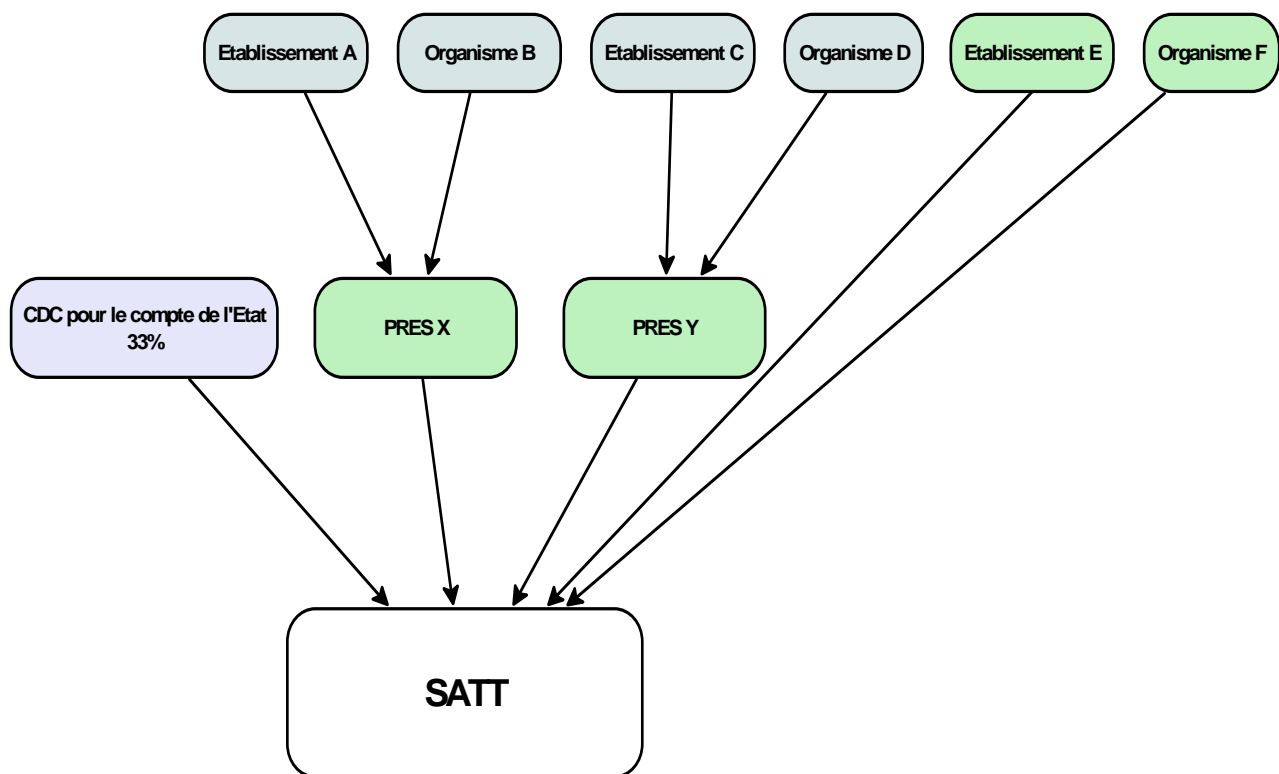 Etablissement A
Organisme B
Etablissement C
Organisme D
Etablissement E
Organisme F
CDC pour le compte de l'Etat
33%
PRES X
PRES Y
SATT